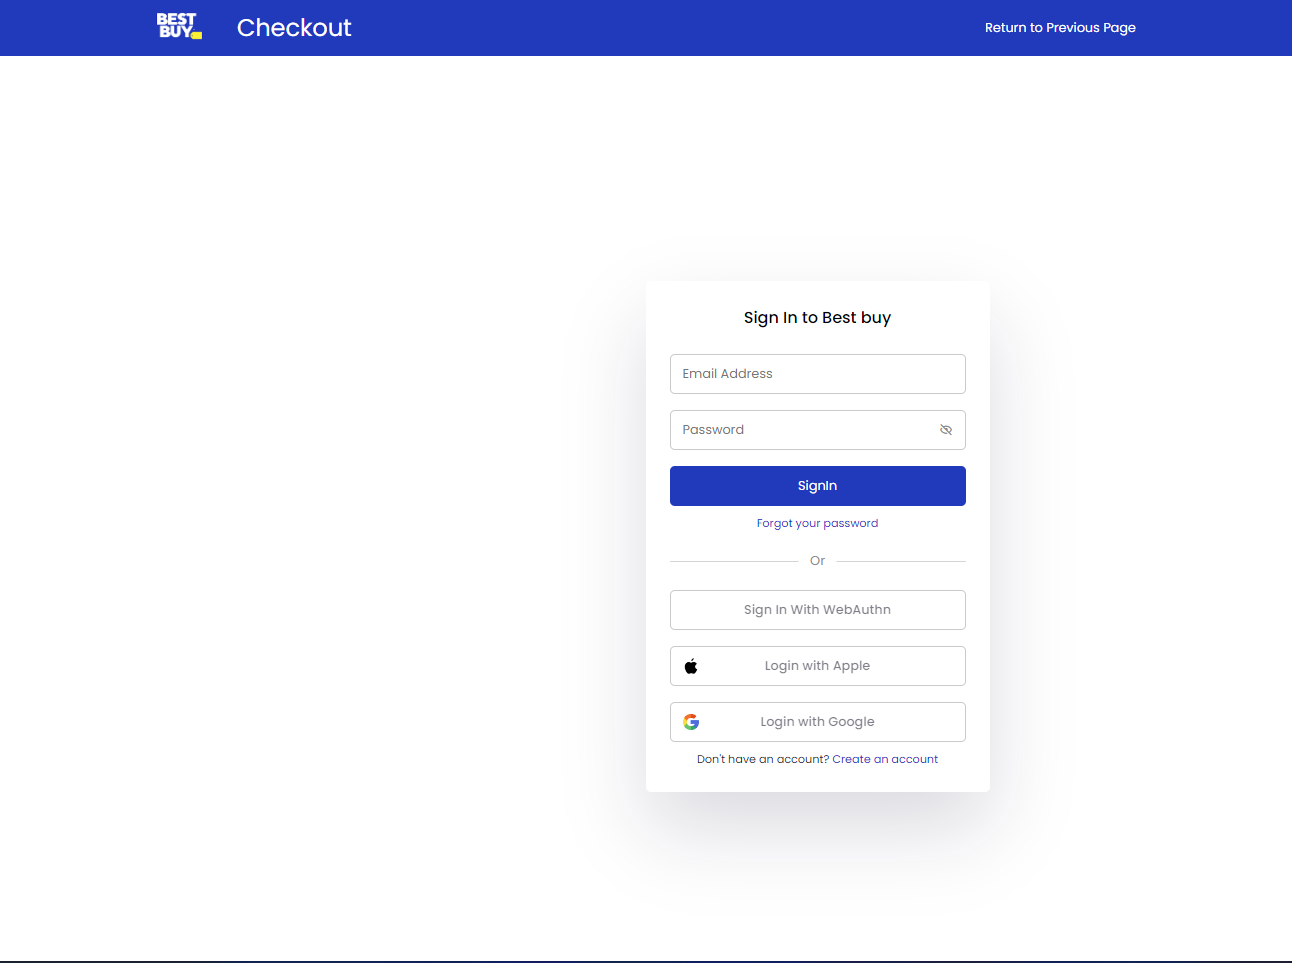 BEST
BUY
Checkout
Return to Previous Page
Sign In to Best buy
Email Address
Password
SignIn
Forgot your password
Or
Sign In With WebAuthn
Login with Apple
Login with Google
Don't have an account? Create an account